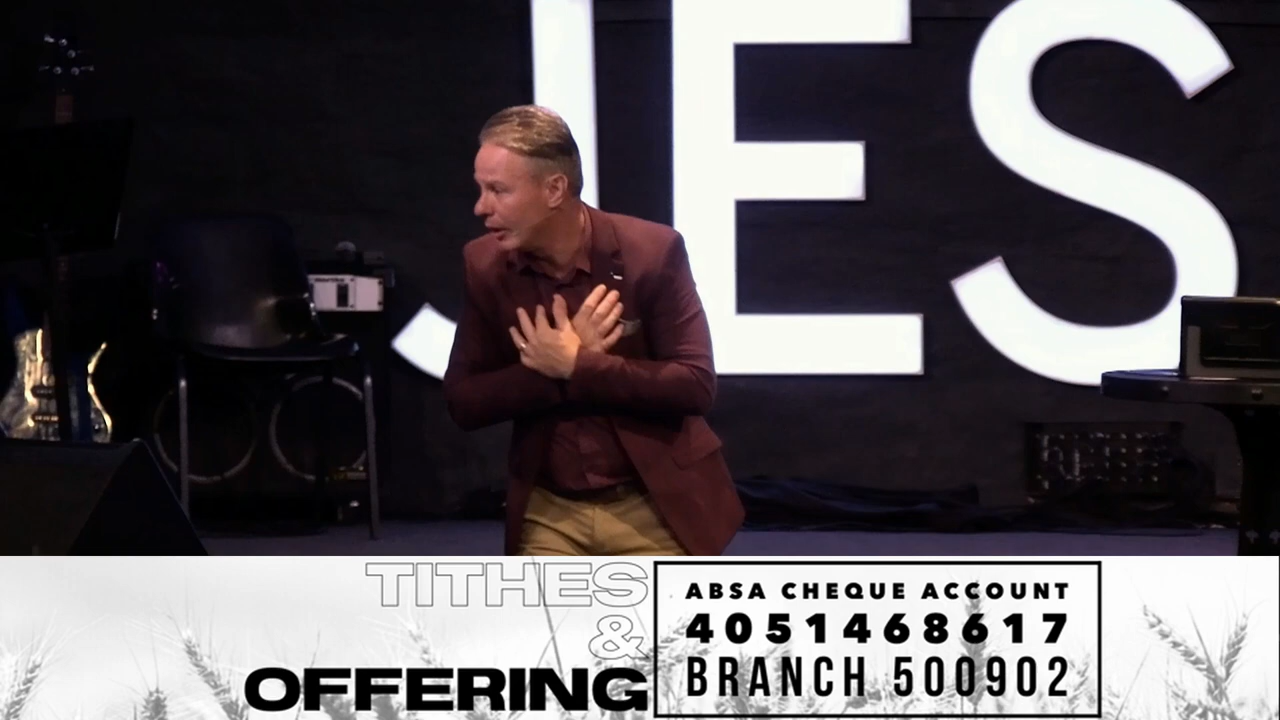 JES
TITHES
&
OFFERING
ABSA CHEQUE ACCOUNT
4051468617
BRANCH 500902